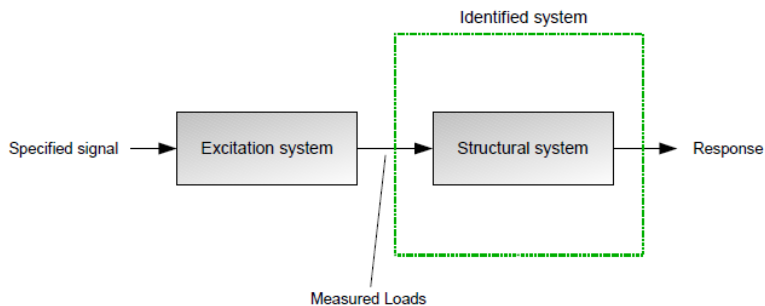 Identified system
Specified signal
Excitation system
Structural system
Response
Measured Loads